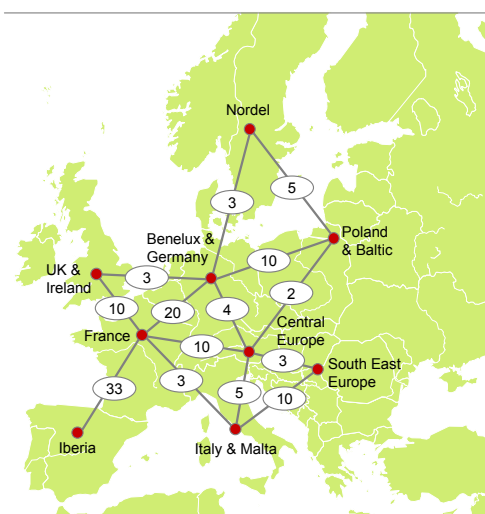 Nordel
5
3
Benelux &
Germany
Poland
& Baltic
10
UK &
Ireland
3
2
10
20
4
Central
Europe
France
10
3
South East
Europe
33
3
5
10
Iberia
Italy & Malta